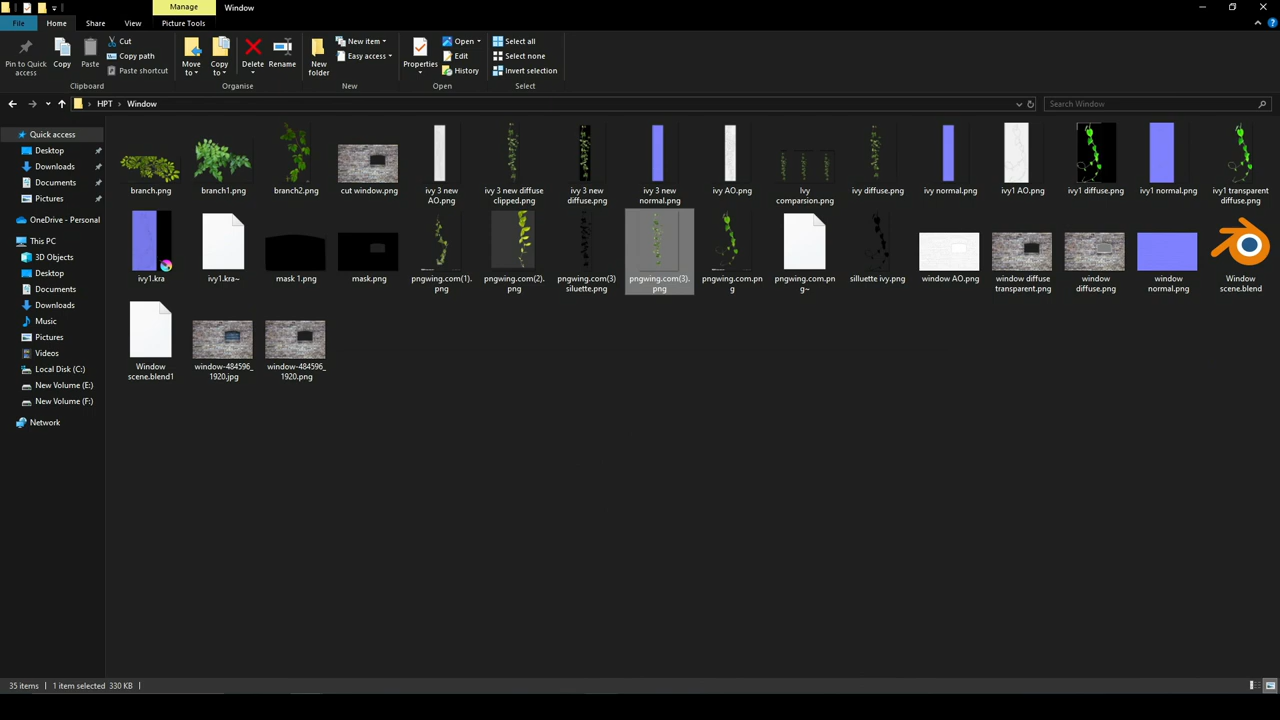 Manage
Window
File
Home
Share
View
Picture Tools
Pin to Quick access
Copy
Paste
Cut
Copy path
Paste shortcut
Clipboard
Move to
Copy to
Delete
Rename
Organise
New folder
New item
Easy access
New
Properties
Open
Edit
History
Open
Select all
Select none
Invert selection
Select
HPT
Window
Search Window
Quick access
Desktop
Downloads
Documents
Pictures
OneDrive - Personal
This PC
3D Objects
Desktop
Documents
Downloads
Music
Pictures
Videos
Local Disk (C:)
New Volume (E:)
New Volume (F:)
Network
branch.png
branch1.png
branch2.png
cut window.png
ivy 3 new AO.png
ivy 3 new diffuse clipped.png
ivy 3 new diffuse.png
ivy 3 new normal.png
ivy AO.png
Ivy comparsion.png
ivy diffuse.png
ivy normal.png
ivy1 AO.png
ivy1 diffuse.png
ivy1 normal.png
ivy1 transparent diffuse.png
ivy1.kra
ivy1.kra~
mask 1.png
mask.png
pngwing.com(1).png
pngwing.com(2).png
pngwing.com(3) siluette.png
pngwing.com(3).png
pngwing.com.png
pngwing.com.png~
silluette ivy.png
window AO.png
window diffuse transparent.png
window diffuse.png
window normal.png
Window scene.blend
Window scene.blend1
window-484596_1920.jpg
window-484596_1920.png
35 items
1 item selected 330 KB